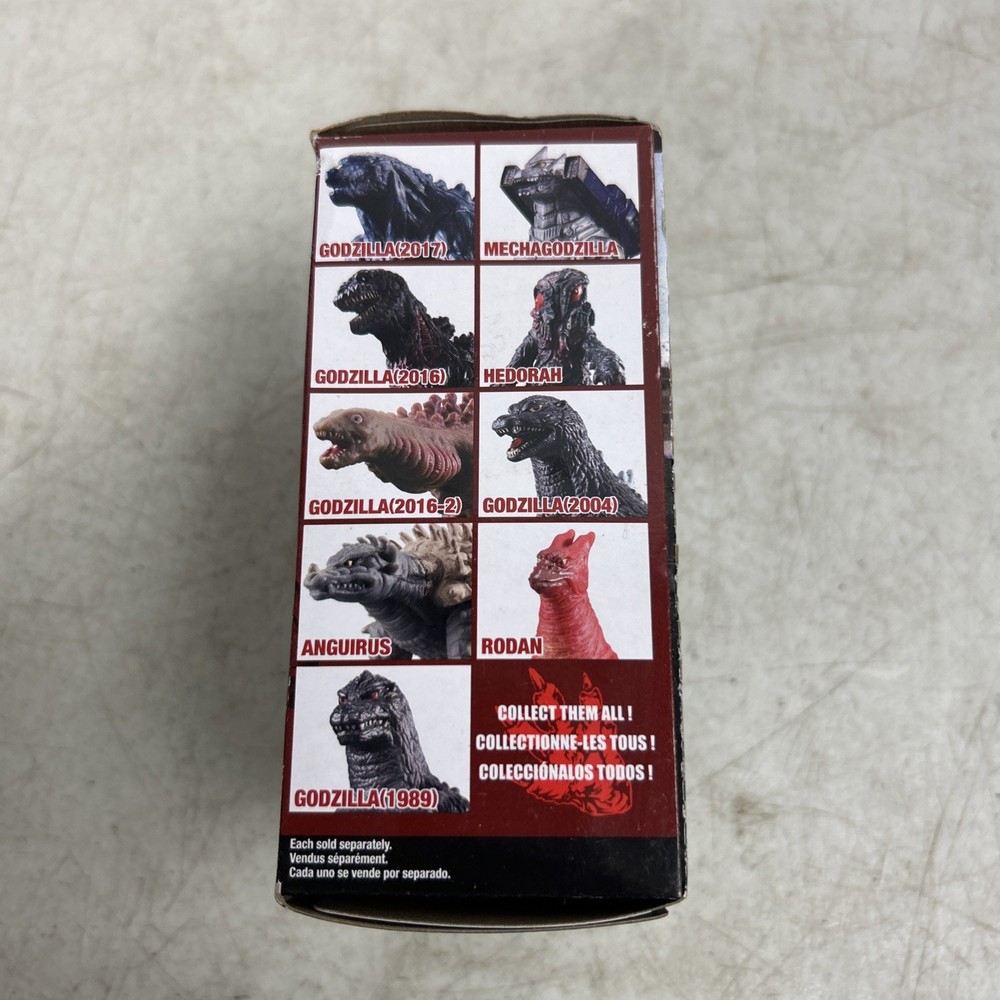 GODZILLA(2017)
MECHAGODZILLA
GODZILLA(2016)
HEDORAH
GODZILLA(2016-2)
GODZILLA(2004)
ANGUIRUS
RODAN
GODZILLA(1989)
COLLECT THEM ALL !
COLLECTIONNE-LES TOUS !
COLECCIÓNALOS TODOS !
Each sold separately.
Vendus séparément.
Cada uno se vende por separado.